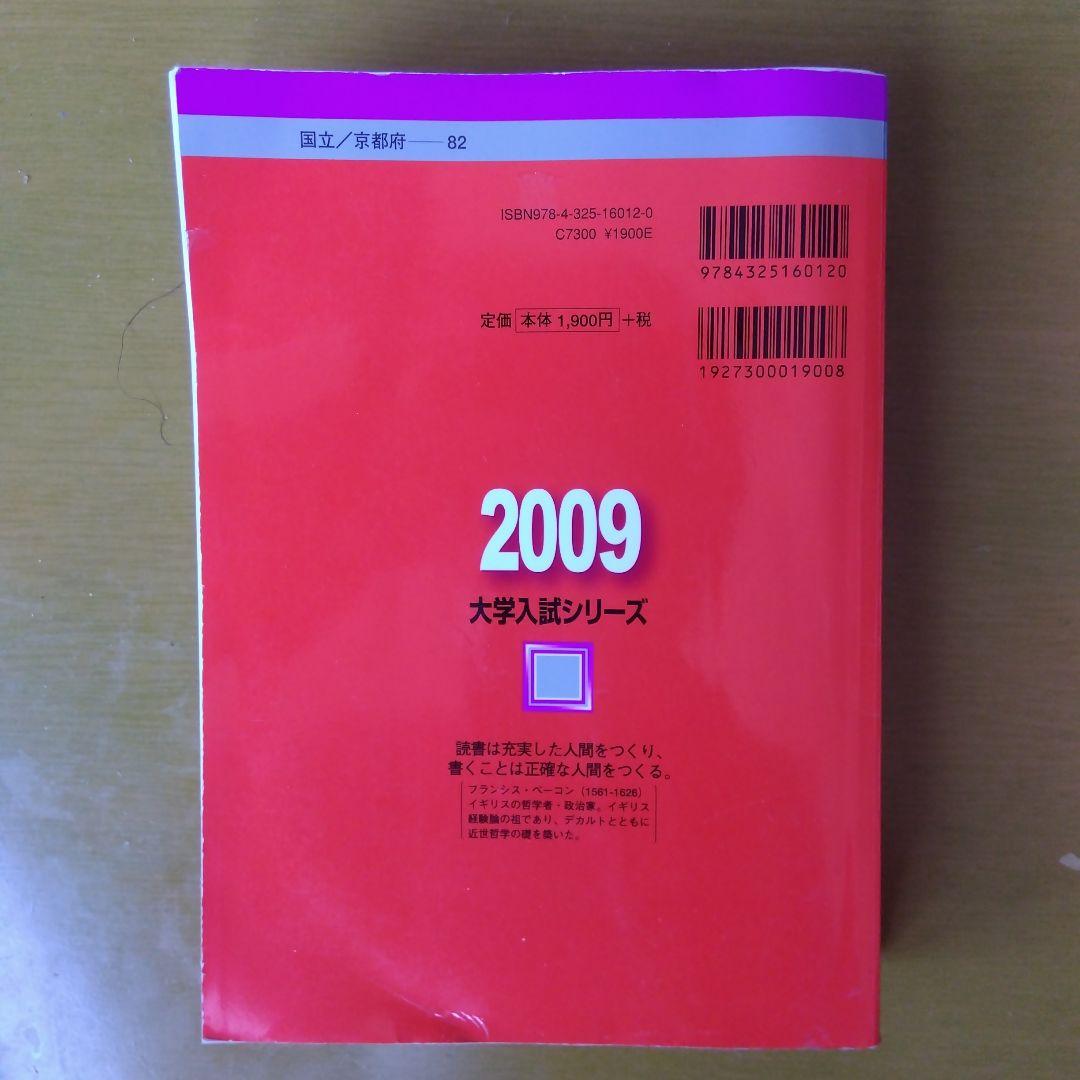 国立／京都府――82
ISBN978-4-325-16012-0
C7300 ¥1900E
9784325160120
定価 本体 1,900円 +税
1927300019008
2009
大学入試シリーズ
読書は充実した人間をつくり、
書くことは正確な人間をつくる。
フランシス・ベーコン（1561-1626）
イギリスの哲学者・政治家。イギリス
経験論の祖であり、デカルトとともに
近世哲学の礎を築いた。